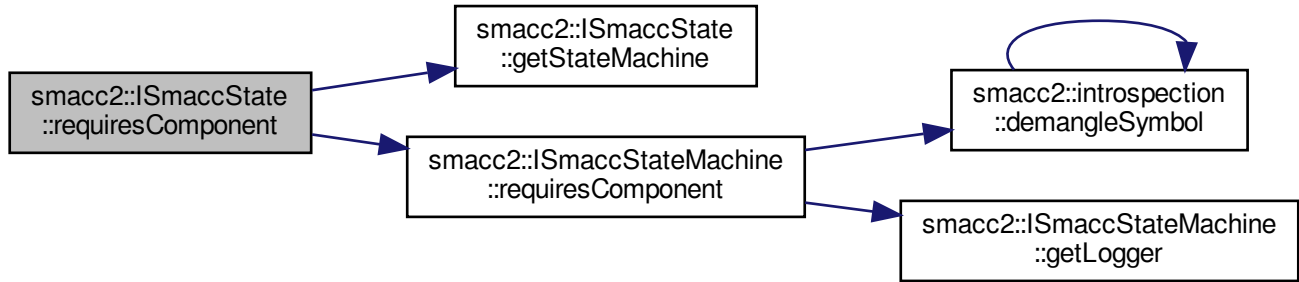 smacc2::ISmaccState
::requiresComponent
smacc2::ISmaccState
::getStateMachine
smacc2::ISmaccStateMachine
::requiresComponent
smacc2::introspection
::demangleSymbol
smacc2::ISmaccStateMachine
::getLogger